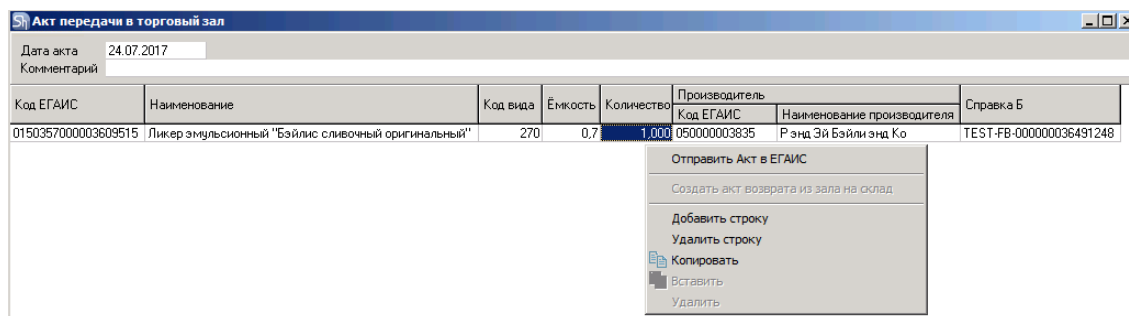 Sh Акт передачи в торговый зал
Дата акта 24.07.2017
Комментарий
Код ЕГАИС Наименование Код вида Ёмкость Количество Производитель Справка Б
Код ЕГАИС Наименование производителя
0150357000003609515 Ликер эмульсионный "Бэйлис сливочный оригинальный" 270 0,7 1,000 050000003835 Р энд Эй Бэйли энд Ко TEST-FB-000000036491248
Отправить Акт в ЕГАИС
Создать акт возврата из зала на склад
Добавить строку
Удалить строку
Копировать
Вставить
Удалить